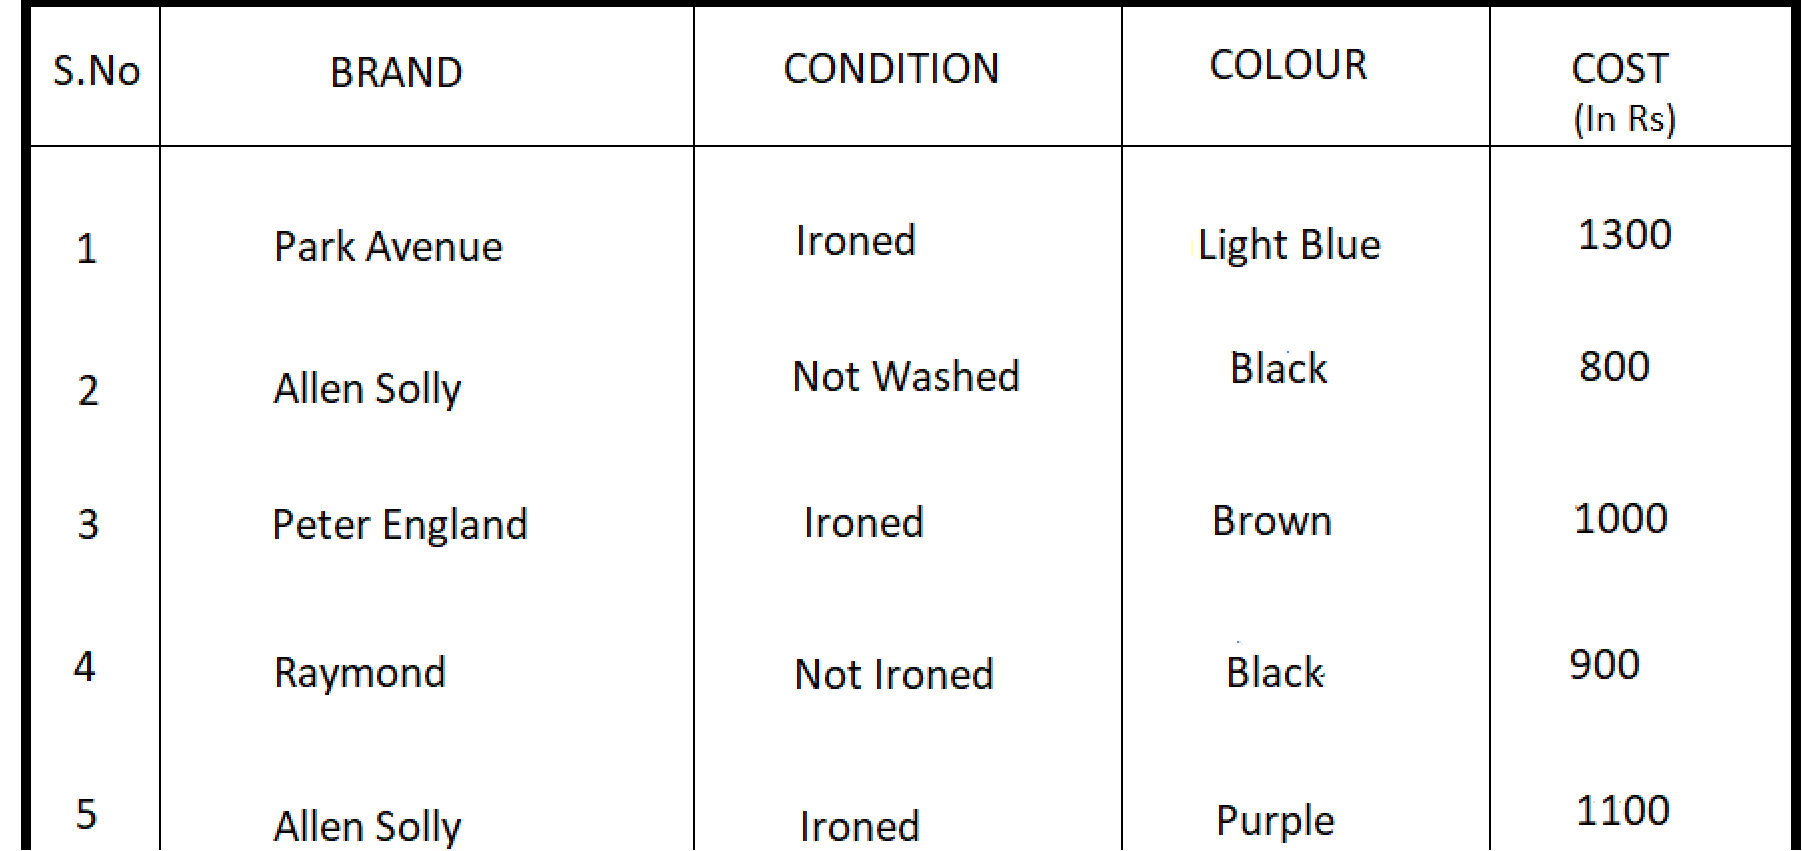 S.No BRAND CONDITION COLOUR COST
(In Rs)
1 Park Avenue Ironed Light Blue 1300
2 Allen Solly Not Washed Black 800
3 Peter England Ironed Brown 1000
4 Raymond Not Ironed Black 900
5 Allen Solly Ironed Purple 1100